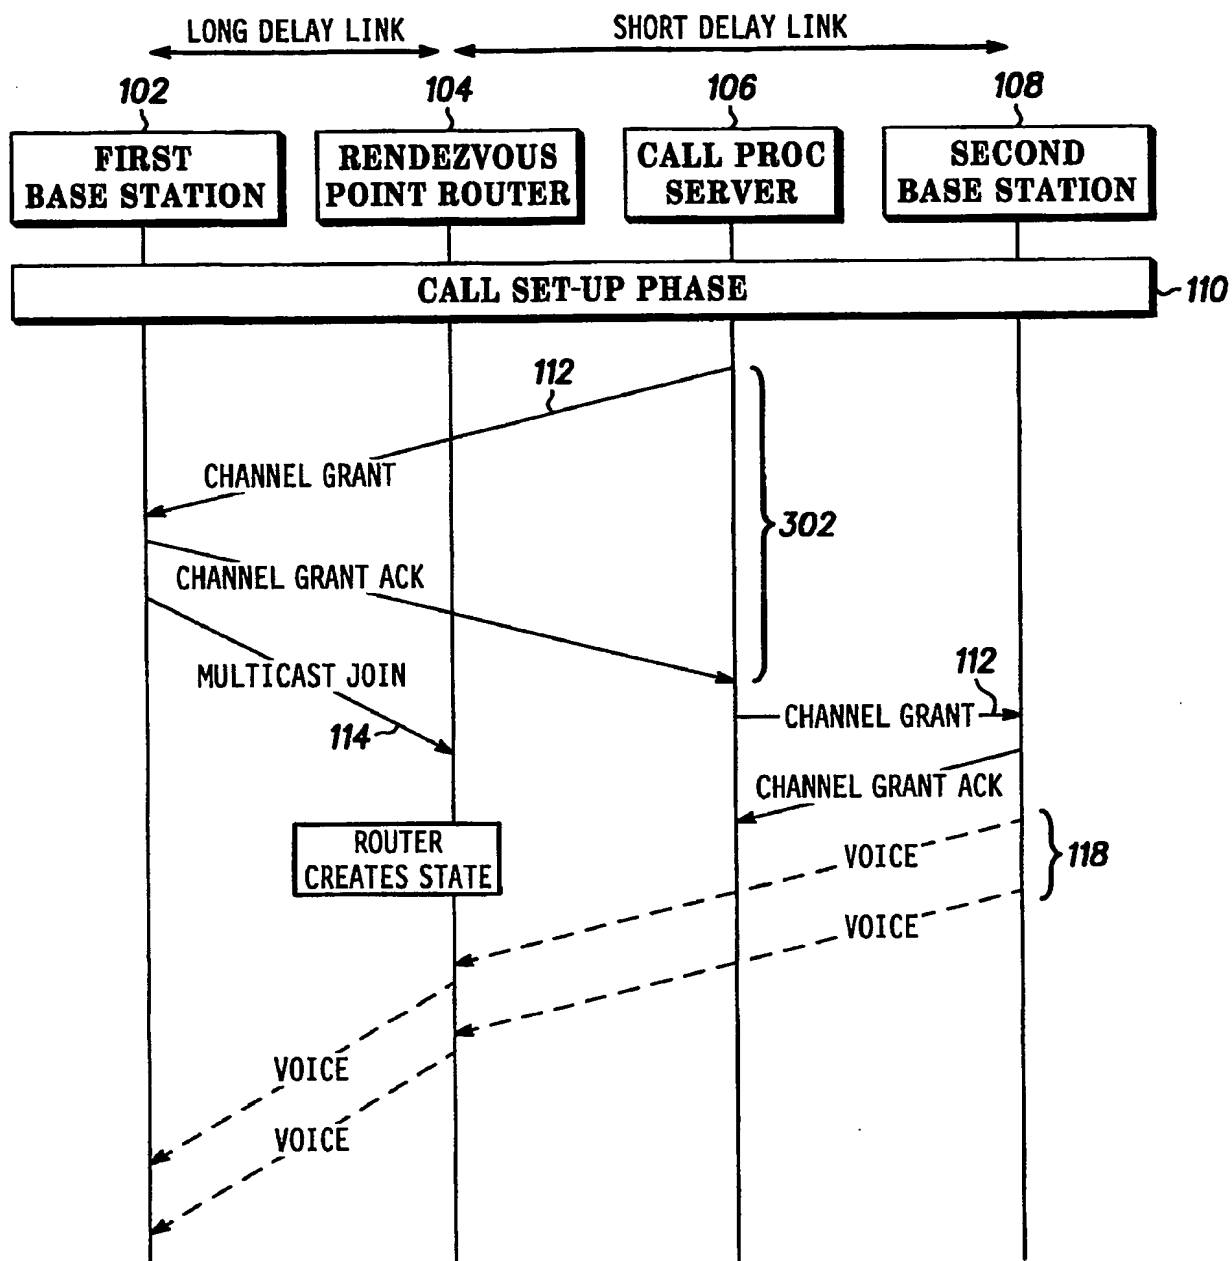 LONG DELAY LINK
SHORT DELAY LINK
102
104
106
108
FIRST
BASE STATION
RENDEZVOUS
POINT ROUTER
CALL PROC
SERVER
SECOND
BASE STATION
CALL SET-UP PHASE
110
112
CHANNEL GRANT
302
CHANNEL GRANT ACK
MULTICAST JOIN
112
CHANNEL GRANT
114
CHANNEL GRANT ACK
ROUTER
CREATES STATE
VOICE
118
VOICE
VOICE
VOICE